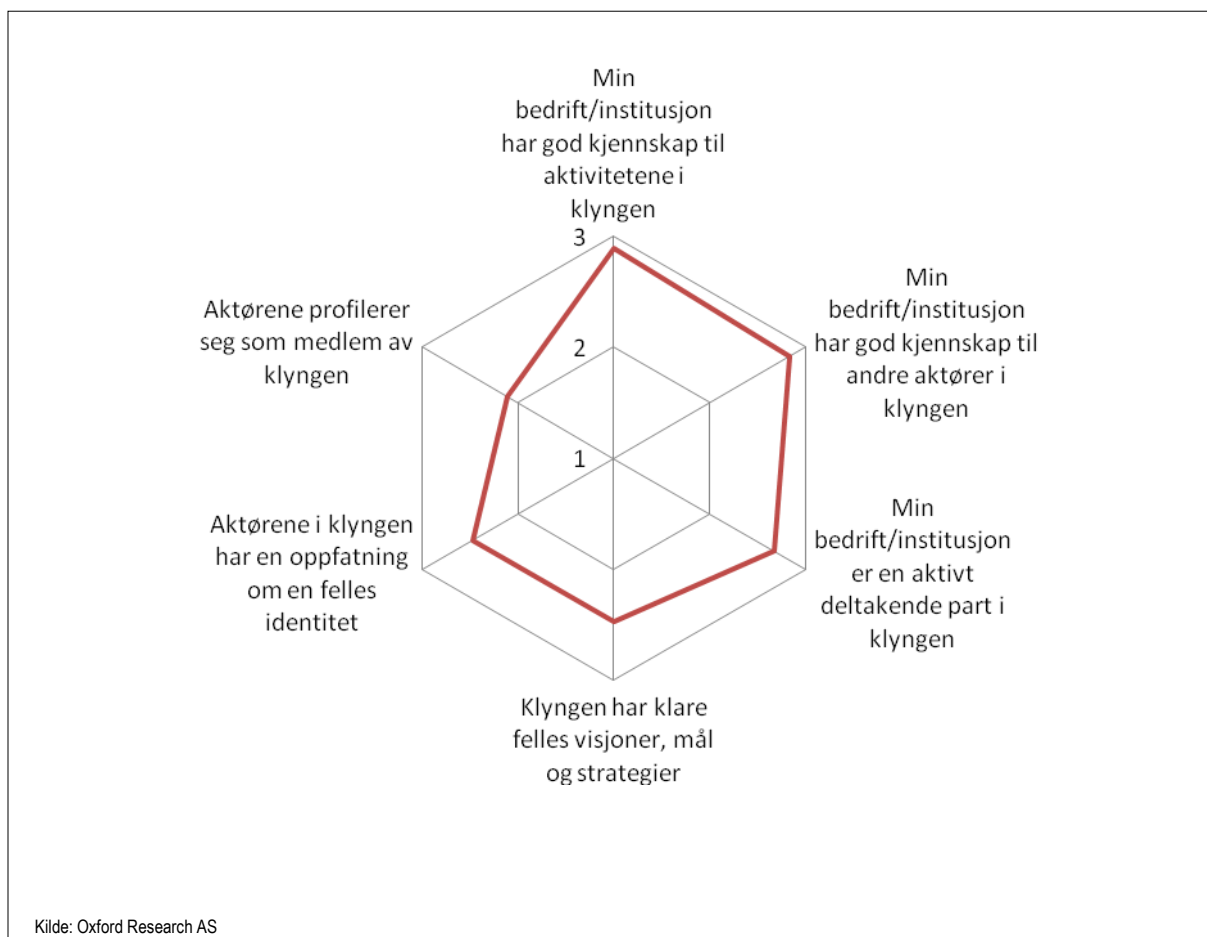 Min
bedrift/institusjon
har god kjennskap til
aktivitetene i
klyngen
3
2
1
Min
bedrift/institusjon
har god kjennskap til
andre aktører i
klyngen
Min
bedrift/institusjon
er en aktivt
deltakende part i
klyngen
Klyngen har klare
felles visjoner, mål
og strategier
Aktørene i klyngen
har en oppfatning
om en felles
identitet
Aktørene profilerer
seg som medlem av
klyngen
Kilde: Oxford Research AS